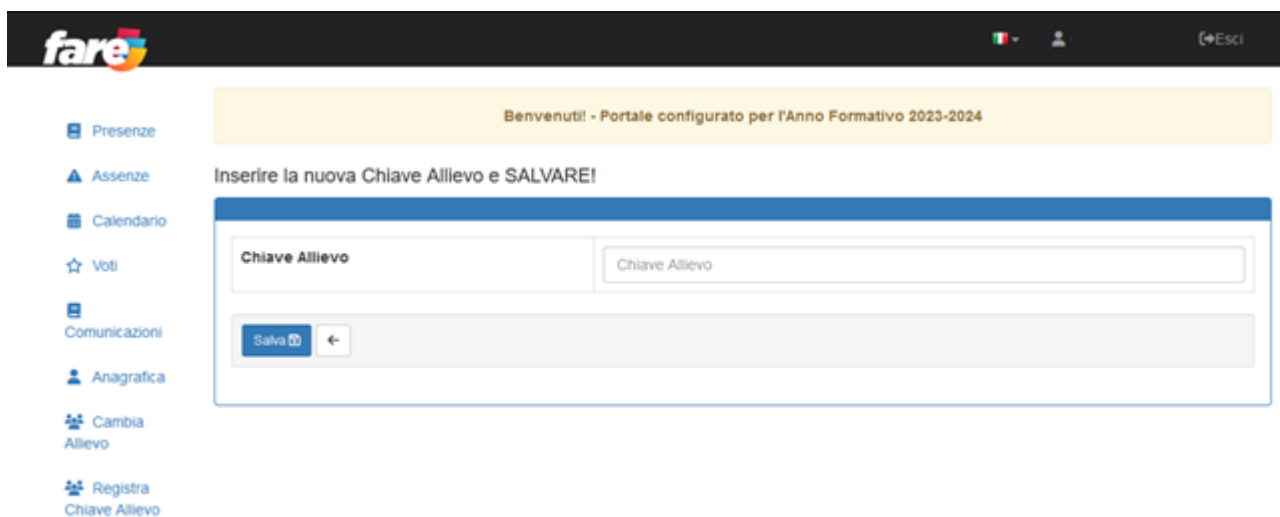 fare
Esci
Benvenuti! - Portale configurato per l'Anno Formativo 2023-2024
Presenze
Assenze
Calendario
Voti
Comunicazioni
Anagrafica
Cambia
Allievo
Registra
Chiave Allievo
Inserire la nuova Chiave Allievo e SALVARE!
Chiave Allievo
Chiave Allievo
Salva